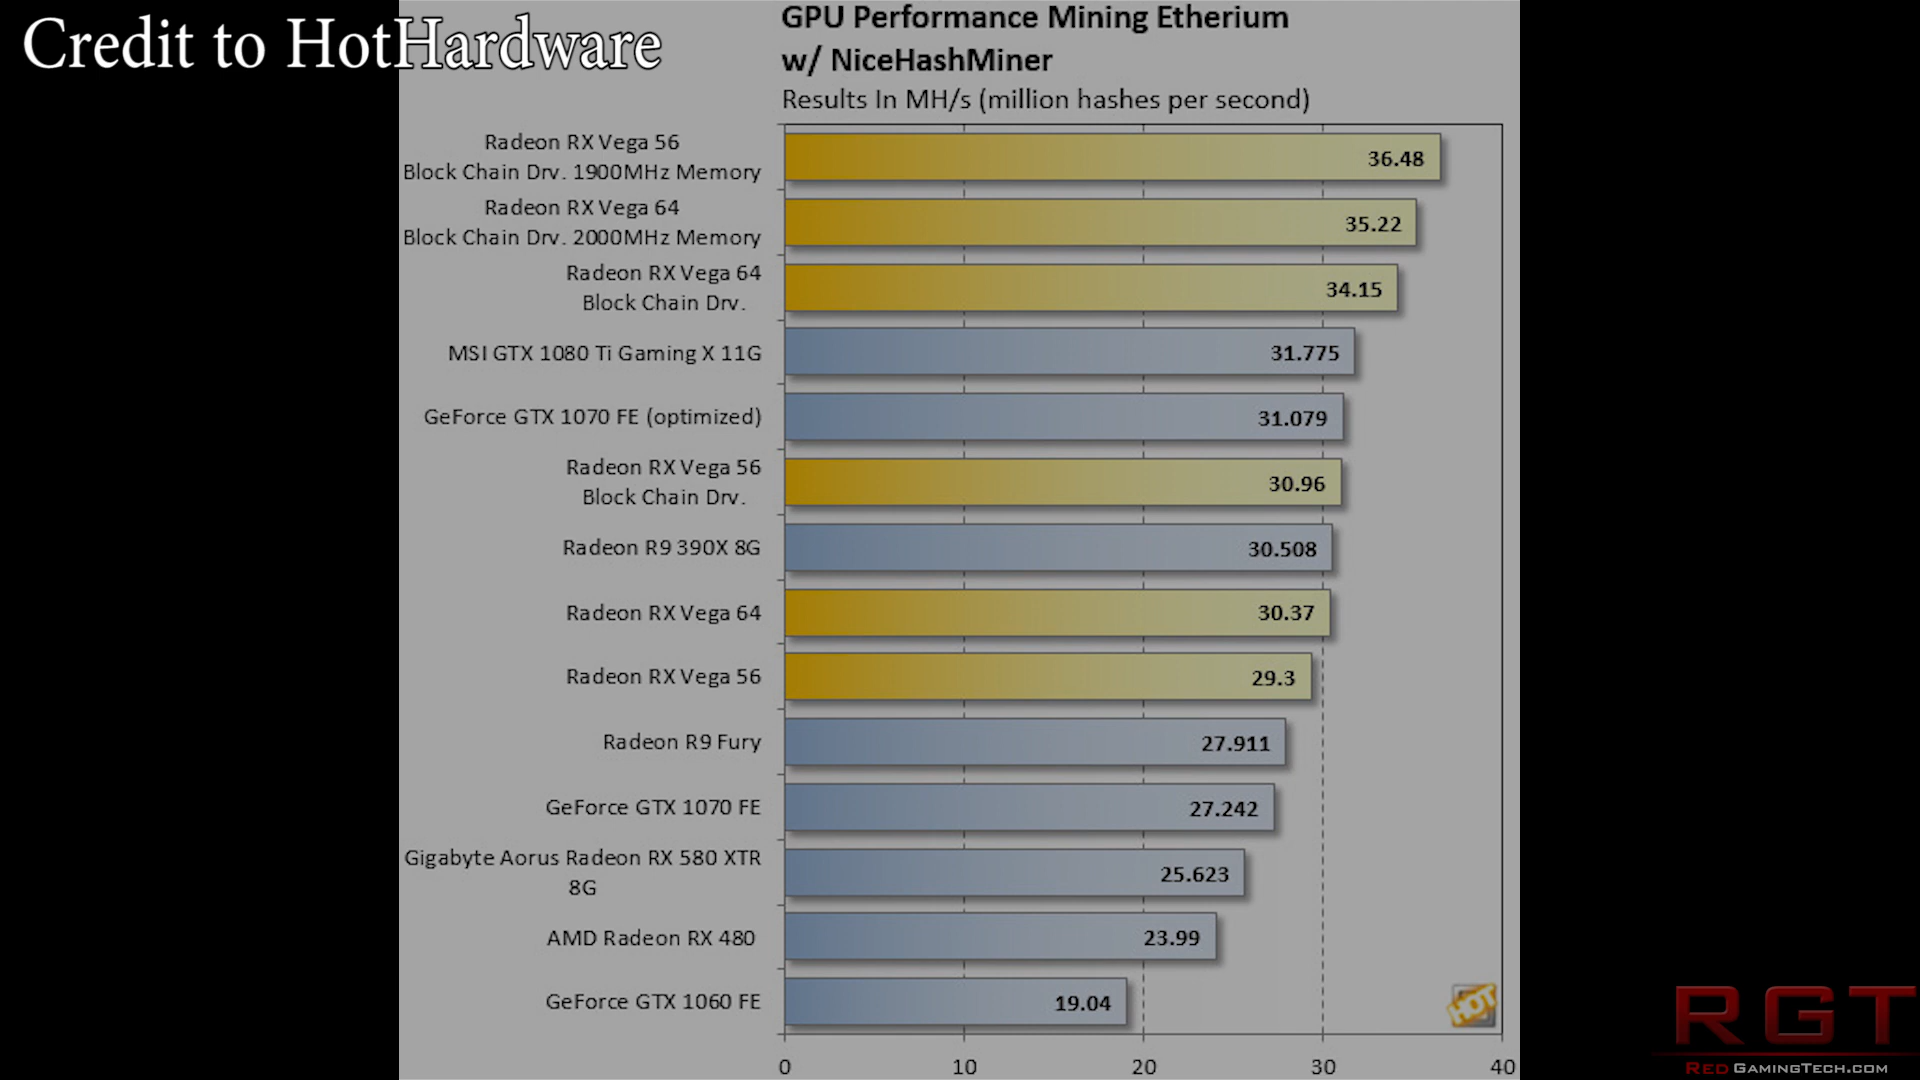 Credit to HotHardware
GPU Performance Mining Etherium
w/ NiceHashMiner
Results In MH/s (million hashes per second)
Radeon RX Vega 56
Block Chain Drv. 1900MHz Memory
36.48
Radeon RX Vega 64
Block Chain Drv. 2000MHz Memory
35.22
Radeon RX Vega 64
Block Chain Drv.
34.15
MSI GTX 1080 Ti Gaming X 11G
31.775
GeForce GTX 1070 FE (optimized)
31.079
Radeon RX Vega 56
Block Chain Drv.
30.96
Radeon R9 390X 8G
30.508
Radeon RX Vega 64
30.37
Radeon RX Vega 56
29.3
Radeon R9 Fury
27.911
GeForce GTX 1070 FE
27.242
Gigabyte Aorus Radeon RX 580 XTR
8G
25.623
AMD Radeon RX 480
23.99
GeForce GTX 1060 FE
19.04
0 10 20 30 40
HOT
RGT
RedGamingTech.com